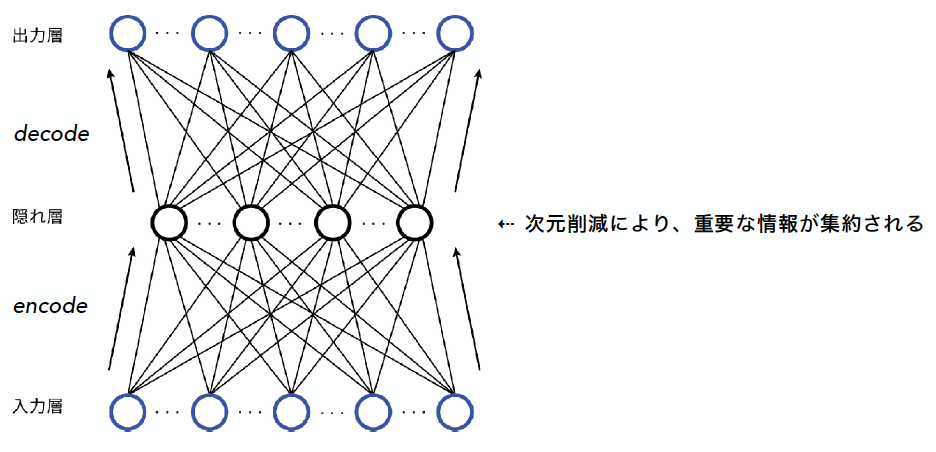 出力層
decode
隠れ層
⇠ 次元削減により、重要な情報が集約される
encode
入力層